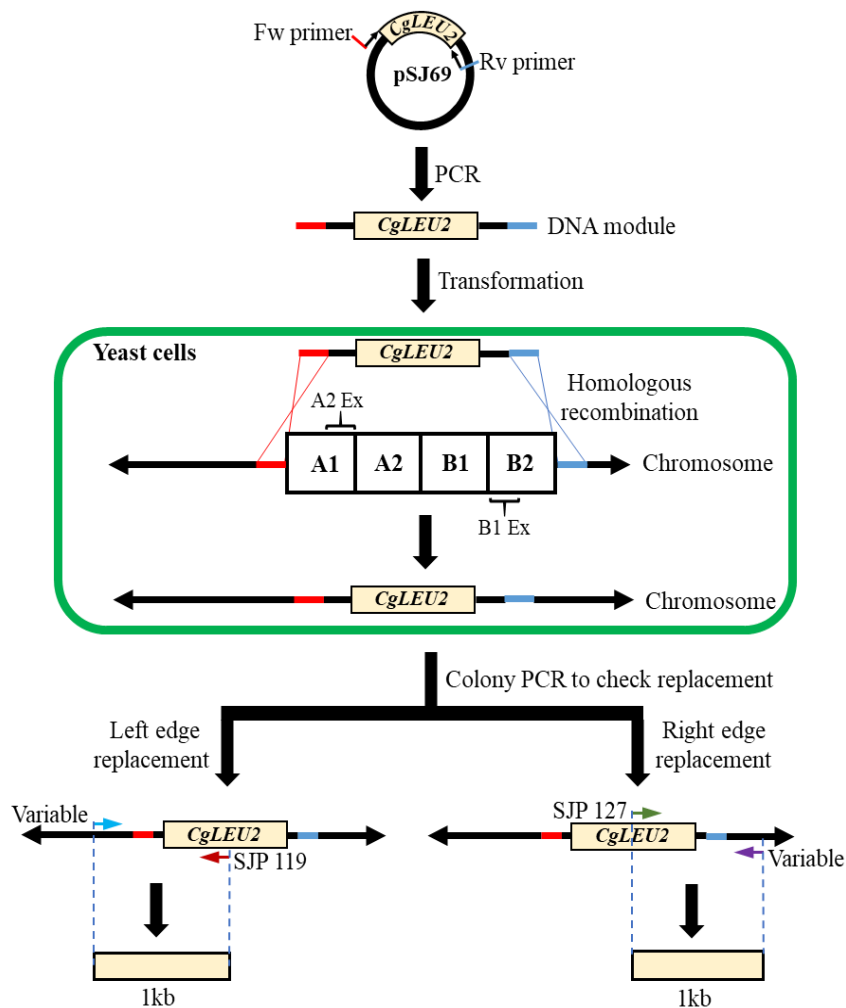 Fw primer
CgLEU2
Rv primer
pSJ69
PCR
CgLEU2
DNA module
Transformation
Yeast cells
CgLEU2
Homologous
recombination
A2 Ex
A1
A2
B1
B2
Chromosome
B1 Ex
CgLEU2
Chromosome
Colony PCR to check replacement
Left edge
replacement
Right edge
replacement
Variable
CgLEU2
SJP 119
SJP 127
CgLEU2
Variable
1kb
1kb